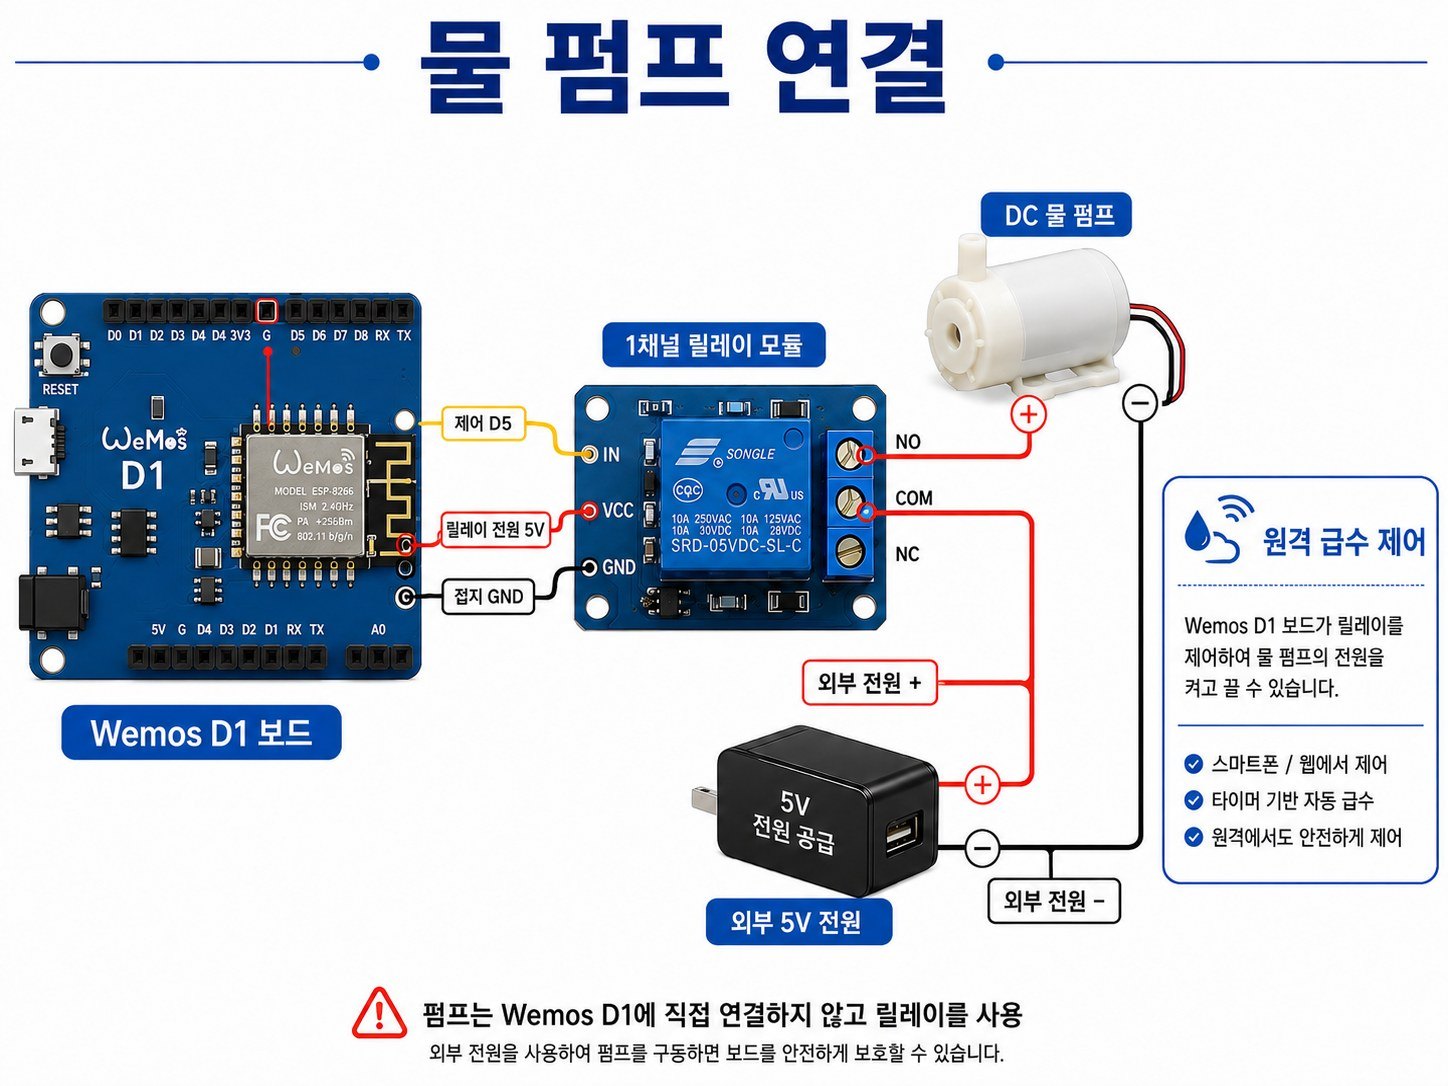 물 펌프 연결
DC 물 펌프
D0 D1 D2 D3 D4 D4 3V3 G D5 D6 D7 D8 RX TX
RESET
WeMos
D1
WeMos
MODEL ESP-8266
ISM 2.4GHz
PA +256Bm
802.11 b/g/n
FC
5V G D4 D3 D2 D1 RX TX A0
Wemos D1 보드
제어 D5
릴레이 전원 5V
접지 GND
1채널 릴레이 모듈
IN
VCC
GND
SONGLE
CQC
c RU US
10A 250VAC 10A 125VAC
10A 30VDC 10A 28VDC
SRD-05VDC-SL-C
NO
COM
NC
+
−
외부 전원 +
+
−
5V
전원 공급
외부 전원 −
외부 5V 전원
원격 급수 제어
Wemos D1 보드가 릴레이를
제어하여 물 펌프의 전원을
켜고 끌 수 있습니다.
스마트폰 / 웹에서 제어
타이머 기반 자동 급수
원격에서도 안전하게 제어
펌프는 Wemos D1에 직접 연결하지 않고 릴레이를 사용
외부 전원을 사용하여 펌프를 구동하면 보드를 안전하게 보호할 수 있습니다.